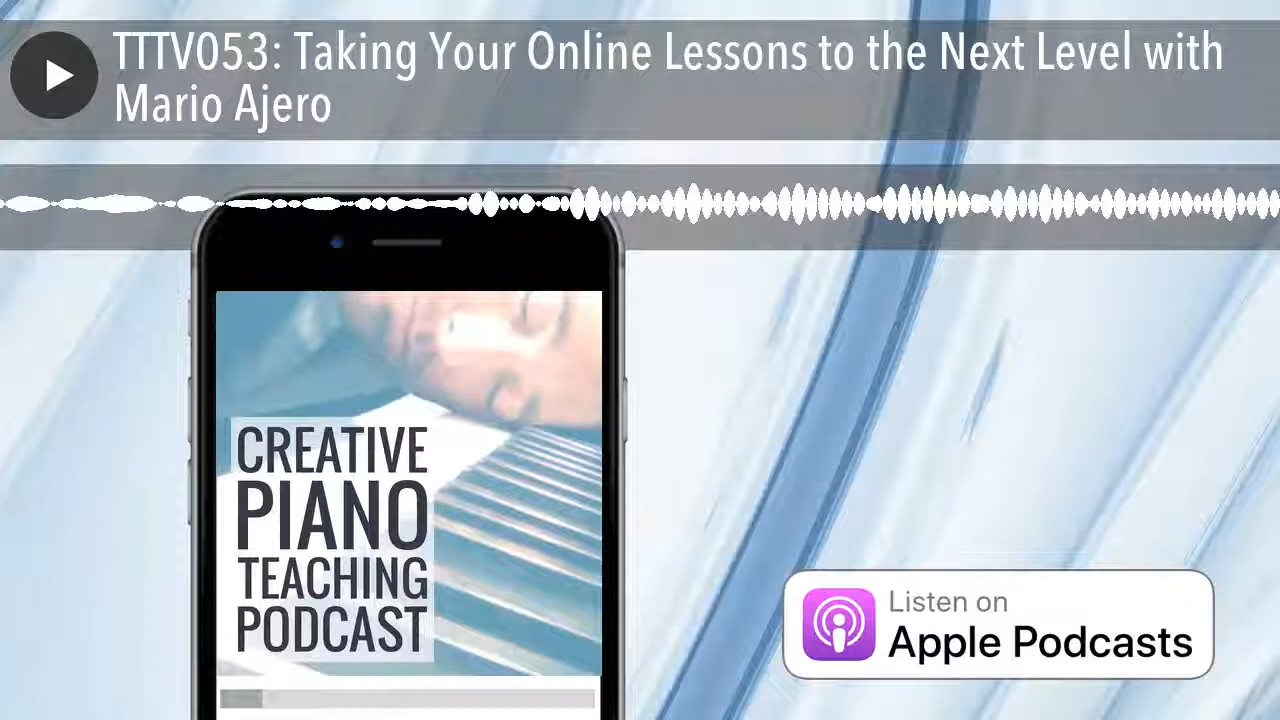 TTTV053: Taking Your Online Lessons to the Next Level with
Mario Ajero
CREATIVE
PIANO
TEACHING
PODCAST
Listen on
Apple Podcasts